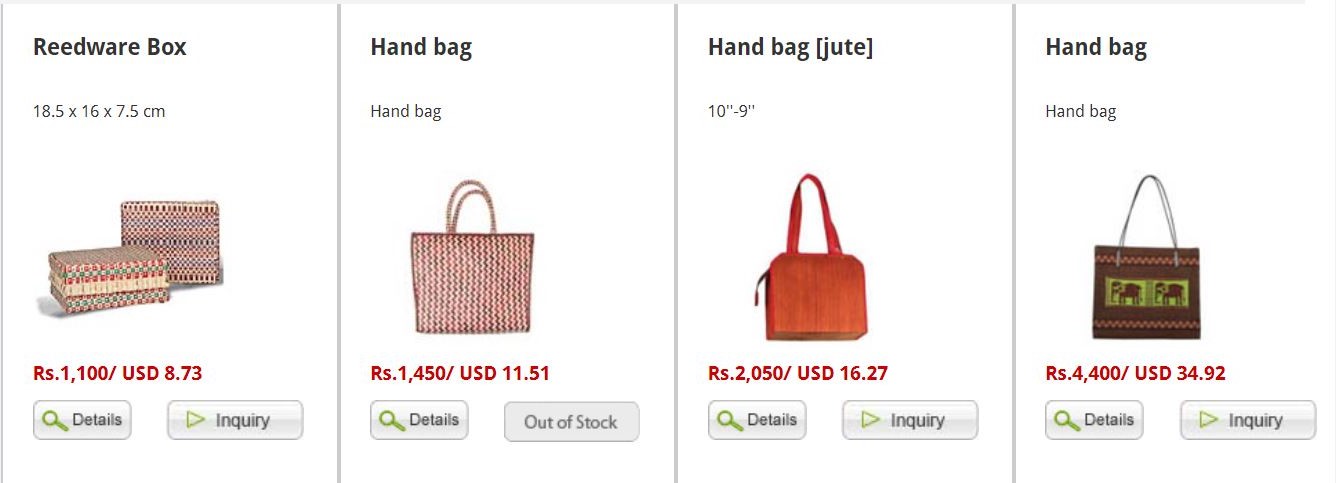 Reedware Box
18.5 x 16 x 7.5 cm
Rs.1,100/ USD 8.73
Details
Inquiry
Hand bag
Hand bag
Rs.1,450/ USD 11.51
Details
Out of Stock
Hand bag [jute]
10''-9''
Rs.2,050/ USD 16.27
Details
Inquiry
Hand bag
Hand bag
Rs.4,400/ USD 34.92
Details
Inquiry